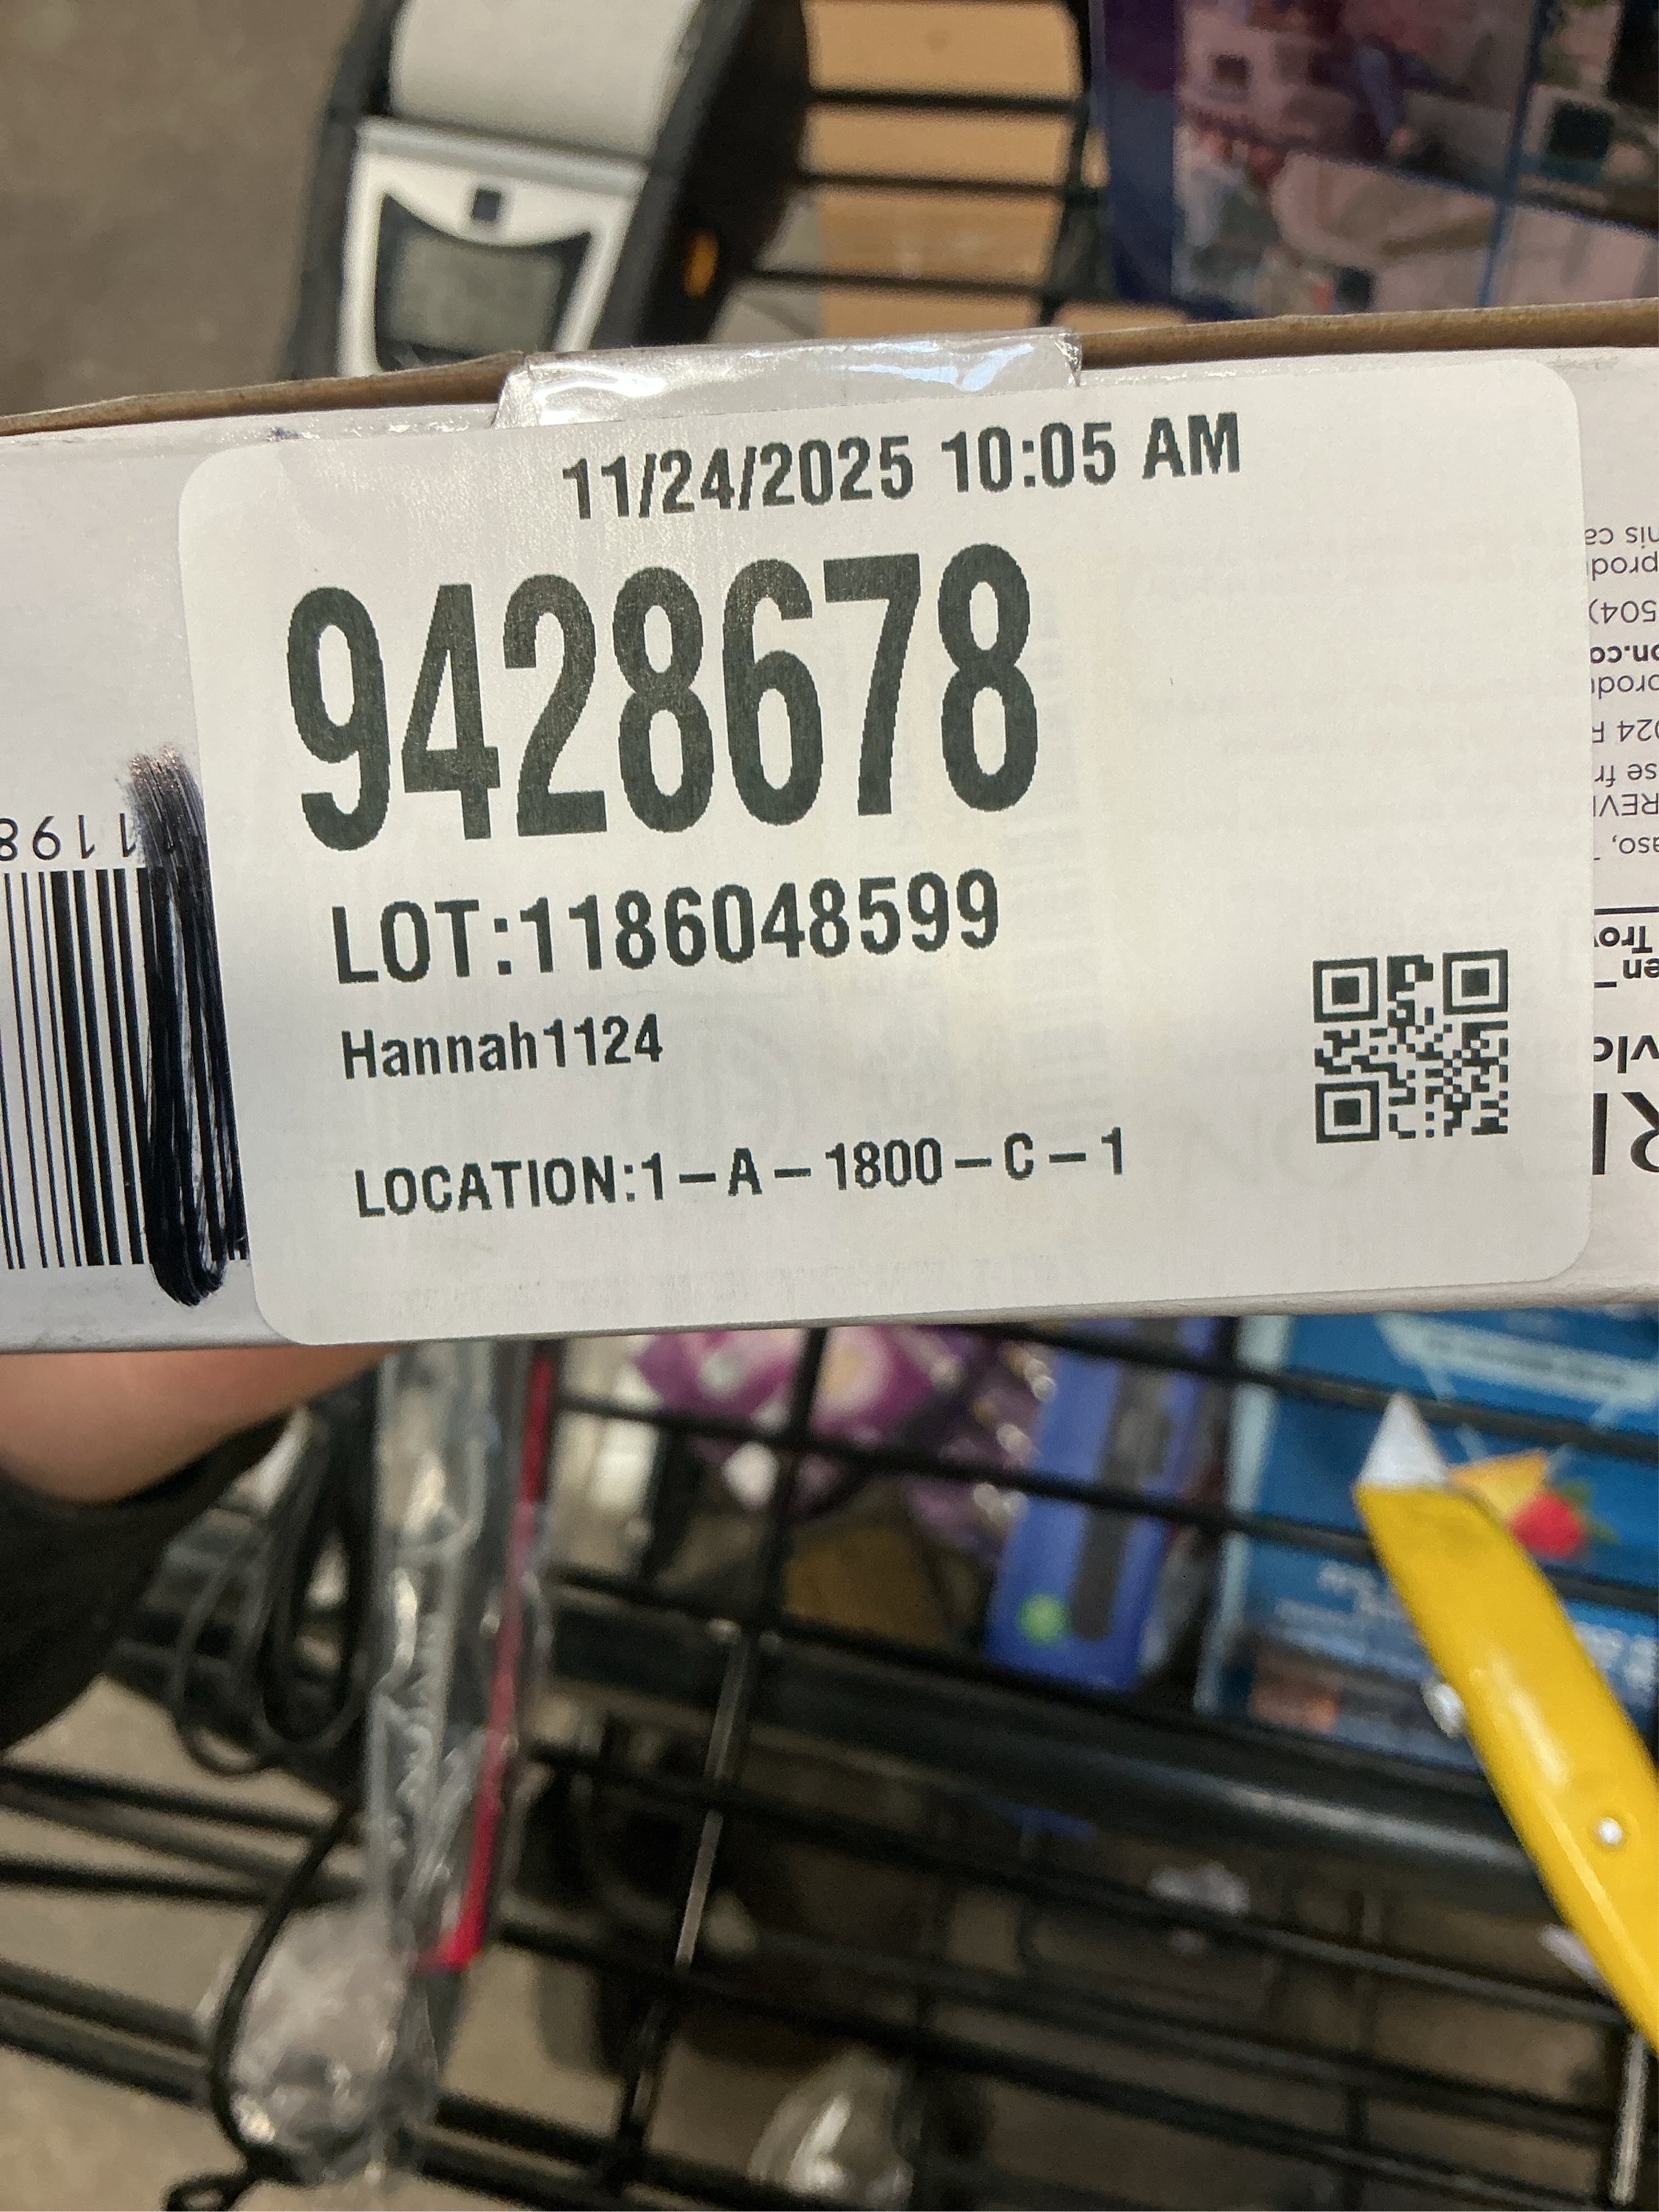 11/24/2025 10:05 AM
9428678
LOT:1186048599
Hannah1124
LOCATION:1-A-1800-C-1